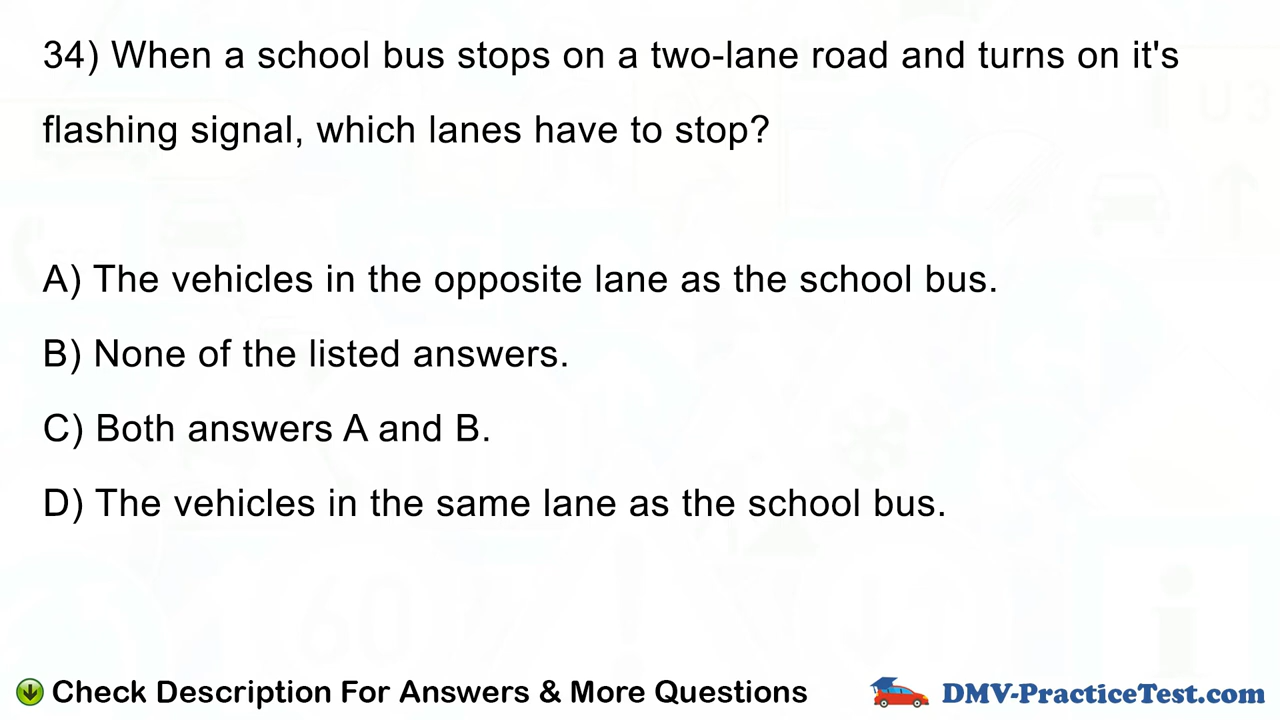 34) When a school bus stops on a two-lane road and turns on it's
flashing signal, which lanes have to stop?
A) The vehicles in the opposite lane as the school bus.
B) None of the listed answers.
C) Both answers A and B.
D) The vehicles in the same lane as the school bus.
Check Description For Answers & More Questions
DMV-PracticeTest.com